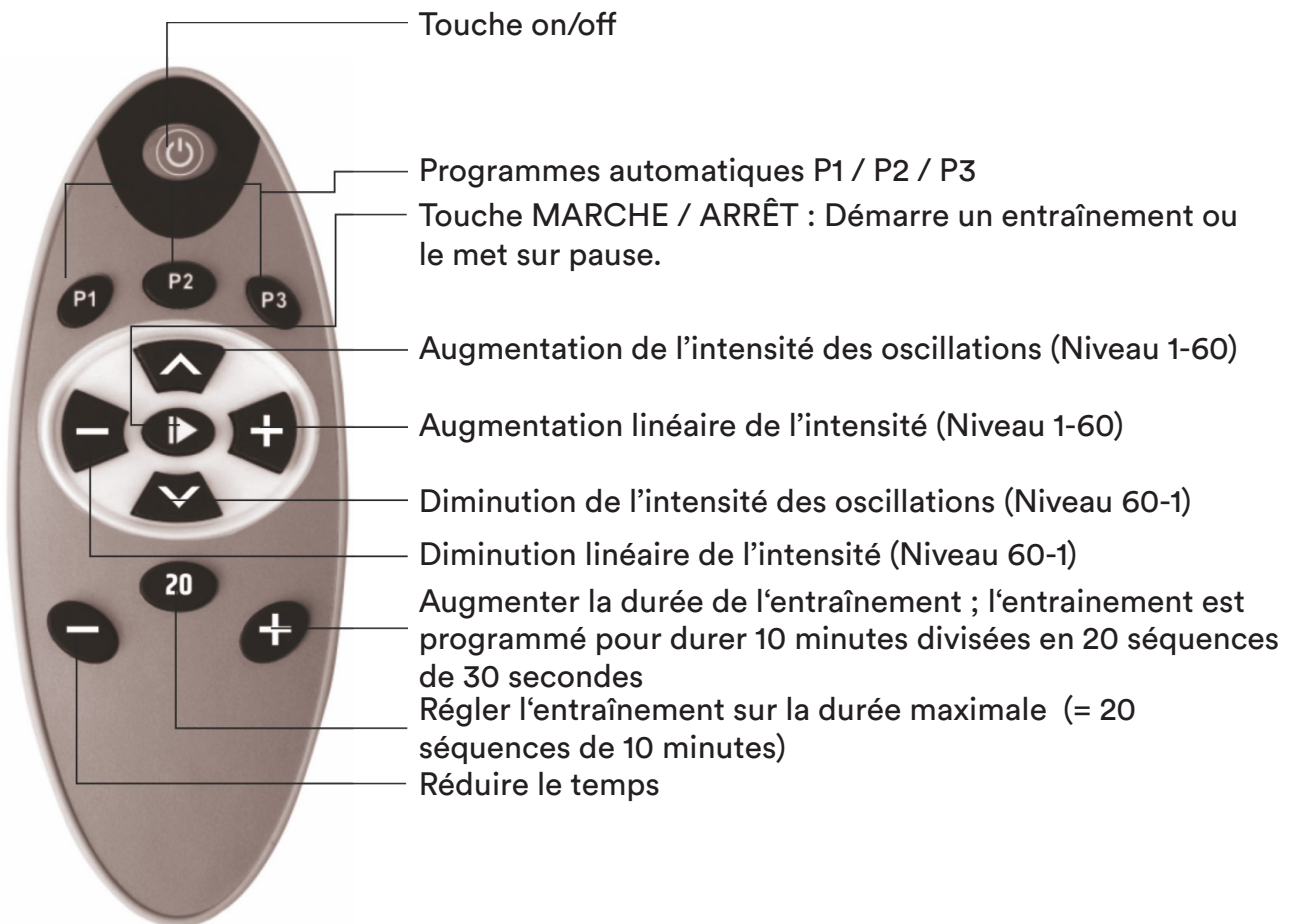 Touche on/off
Programmes automatiques P1 / P2 / P3
Touche MARCHE / ARRÊT : Démarre un entraînement ou
le met sur pause.
P1
P2
P3
Augmentation de l’intensité des oscillations (Niveau 1-60)
Augmentation linéaire de l’intensité (Niveau 1-60)
Diminution de l’intensité des oscillations (Niveau 60-1)
Diminution linéaire de l’intensité (Niveau 60-1)
20
Augmenter la durée de l‘entraînement ; l‘entrainement est
programmé pour durer 10 minutes divisées en 20 séquences
de 30 secondes
Régler l‘entraînement sur la durée maximale (= 20
séquences de 10 minutes)
Réduire le temps